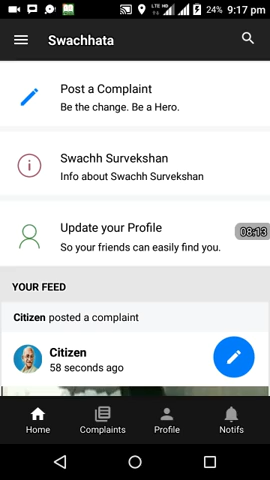 LTE HD
24% 9:17 pm
Swachhata
Post a Complaint
Be the change. Be a Hero.
i
Swachh Survekshan
Info about Swachh Survekshan
Update your Profile
So your friends can easily find you.
08:13
YOUR FEED
Citizen posted a complaint
Citizen
58 seconds ago
Home Complaints Profile Notifs